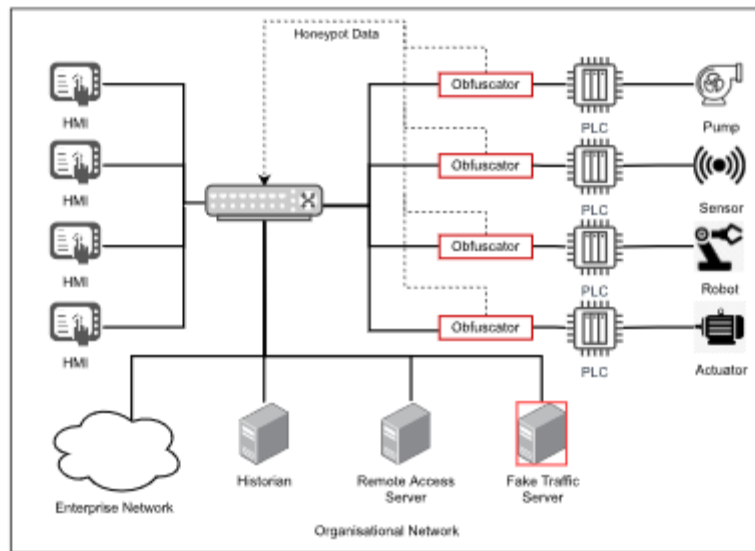 Honeypot Data
HMI
Obfuscator
PLC
Pump
HMI
Obfuscator
PLC
Sensor
HMI
Obfuscator
PLC
Robot
HMI
Obfuscator
PLC
Actuator
Enterprise Network
Historian
Remote Access
Server
Fake Traffic
Server
Organisational Network